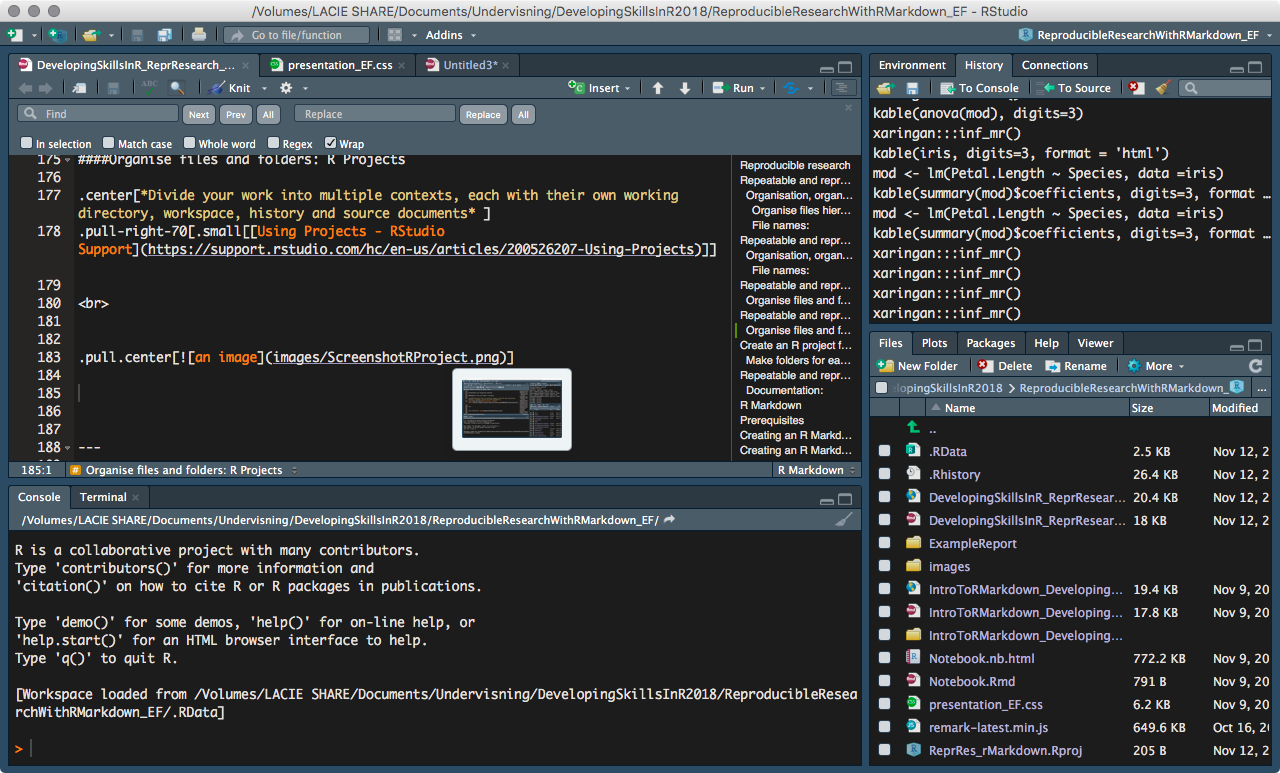 /Volumes/LACIE SHARE/Documents/Undervisning/DevelopingSkillsInR2018/ReproducibleResearchWithRMarkdown_EF - RStudio
Go to file/function
Addins
ReproducibleResearchWithRMarkdown_EF
DevelopingSkillInR_ReprResearch_...
presentation_EF.css
Untitled3*
ABC
Knit
Insert
Run
Find
Next
Prev
All
Replace
Replace
All
In selection
Match case
Whole word
Regex
Wrap
175 ####Organise files and folders: R Projects
176
177 .center[*Divide your work into multiple contexts, each with their own working
directory, workspace, history and source documents* ]
178 .pull-right-70[.small[[Using Projects - RStudio
Support](https://support.rstudio.com/hc/en-us/articles/200526207-Using-Projects)]]
179
180 <br>
181
182
183 .pull.center[![an image](images/ScreenshotRProject.png)]
184
185
186
187
188 ---
Reproducible research
Repeatable and repr...
Organisation, organ...
Organise files hier...
File names:
Repeatable and repr...
Organisation, organ...
File names:
Repeatable and repr...
Organise files and f...
Repeatable and repr...
Organise files and f...
Create an R project f...
Make folders for ea...
Repeatable and repr...
Documentation:
R Markdown
Prerequisites
Creating an R Markd...
Creating an R Markd...
185:1
# Organise files and folders: R Projects
R Markdown
Console
Terminal
/Volumes/LACIE SHARE/Documents/Undervisning/DevelopingSkillsInR2018/ReproducibleResearchWithRMarkdown_EF/
R is a collaborative project with many contributors.
Type 'contributors()' for more information and
'citation()' on how to cite R or R packages in publications.
Type 'demo()' for some demos, 'help()' for on-line help, or
'help.start()' for an HTML browser interface to help.
Type 'q()' to quit R.
[Workspace loaded from /Volumes/LACIE SHARE/Documents/Undervisning/DevelopingSkillsInR2018/ReproducibleResea
rchWithRMarkdown_EF/.RData]
>
Environment
History
Connections
To Console
To Source
kable(anova(mod), digits=3)
xaringan:::inf_mr()
kable(iris, digits=3, format = 'html')
mod <- lm(Petal.Length ~ Species, data =iris)
kable(summary(mod)$coefficients, digits=3, format ...
mod <- lm(Petal.Length ~ Species, data =iris)
kable(summary(mod)$coefficients, digits=3, format ...
xaringan:::inf_mr()
xaringan:::inf_mr()
xaringan:::inf_mr()
xaringan:::inf_mr()
Files
Plots
Packages
Help
Viewer
New Folder
Delete
Rename
More
elopingSkillsInR2018 > ReproducibleResearchWithRMarkdown_ ...
Name
Size
Modified
..
.RData 2.5 KB Nov 12, 2
.Rhistory 26.4 KB Nov 12, 2
DevelopingSkillsInR_ReprResear... 20.4 KB Nov 12, 2
DevelopingSkillsInR_ReprResear... 18 KB Nov 12, 2
ExampleReport
images
IntroToRMarkdown_Developing... 19.4 KB Nov 9, 20
IntroToRMarkdown_Developing... 17.8 KB Nov 9, 20
IntroToRMarkdown_Developing...
Notebook.nb.html 772.2 KB Nov 9, 20
Notebook.Rmd 791 B Nov 9, 20
presentation_EF.css 6.2 KB Nov 9, 20
remark-latest.min.js 649.6 KB Oct 16, 20
ReprRes_rMarkdown.Rproj 205 B Nov 12, 2